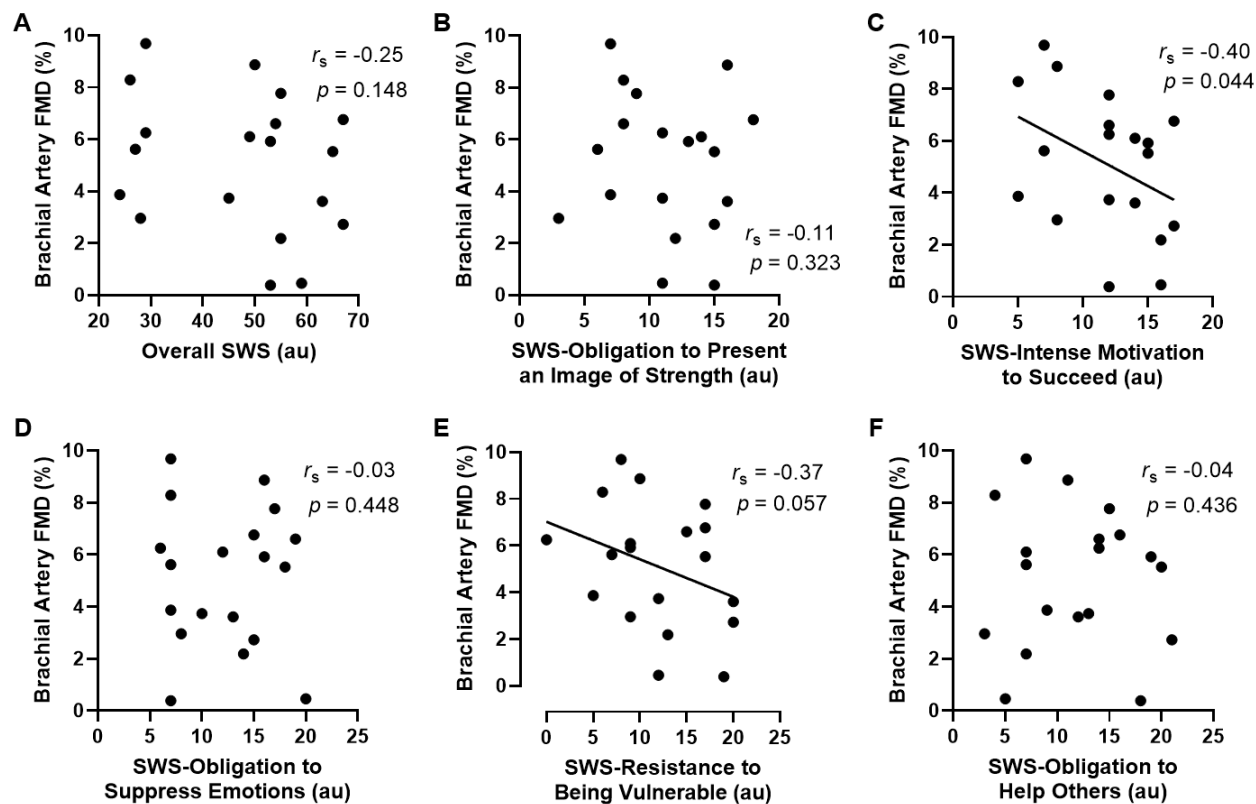 A
Brachial Artery FMD (%)
10
8
6
4
2
0
20 30 40 50 60 70
Overall SWS (au)
rs = -0.25
p = 0.148
B
Brachial Artery FMD (%)
10
8
6
4
2
0
0 5 10 15 20
SWS-Obligation to Present
an Image of Strength (au)
rs = -0.11
p = 0.323
C
Brachial Artery FMD (%)
10
8
6
4
2
0
0 5 10 15 20
SWS-Intense Motivation
to Succeed (au)
rs = -0.40
p = 0.044
D
Brachial Artery FMD (%)
10
8
6
4
2
0
0 5 10 15 20 25
SWS-Obligation to
Suppress Emotions (au)
rs = -0.03
p = 0.448
E
Brachial Artery FMD (%)
10
8
6
4
2
0
0 5 10 15 20 25
SWS-Resistance to
Being Vulnerable (au)
rs = -0.37
p = 0.057
F
Brachial Artery FMD (%)
10
8
6
4
2
0
0 5 10 15 20 25
SWS-Obligation to
Help Others (au)
rs = -0.04
p = 0.436